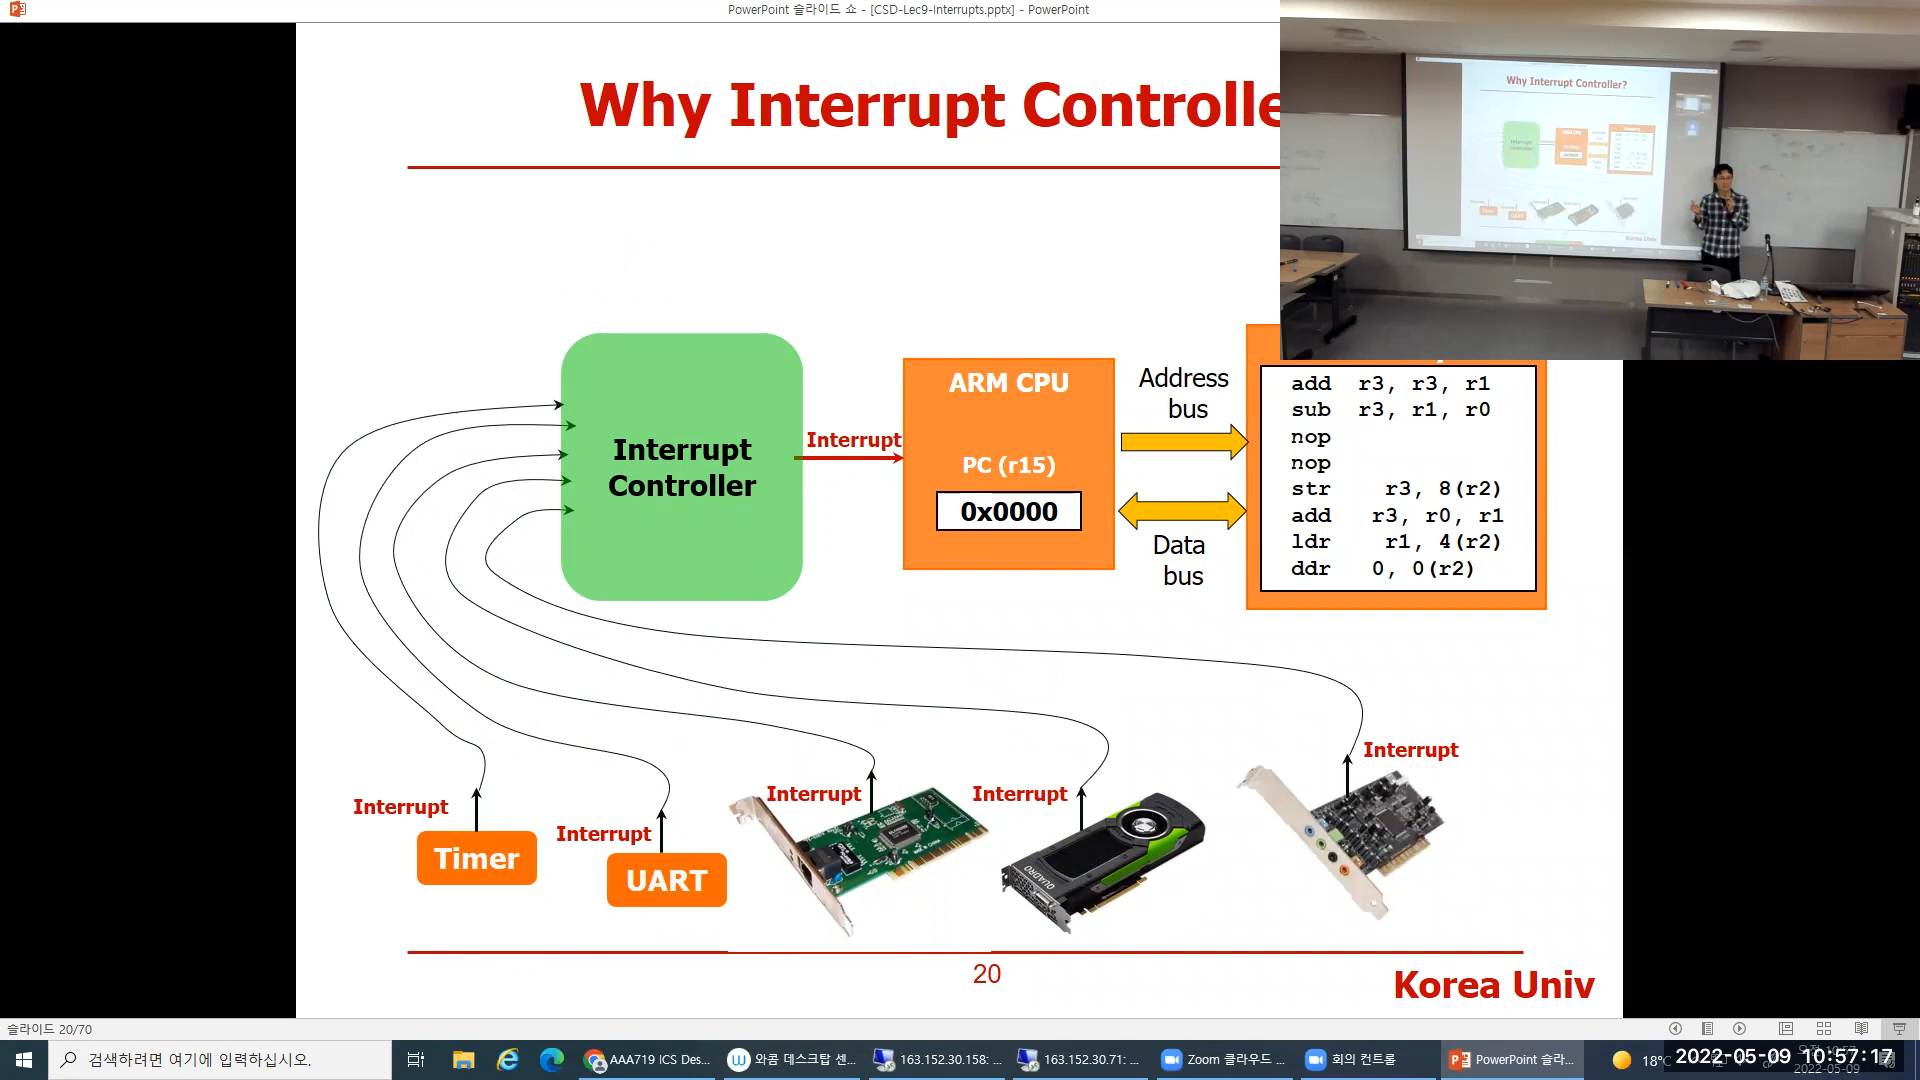 PowerPoint 슬라이드 쇼 - [CSD-Lec9-Interrupts.pptx] - PowerPoint
Why Interrupt Controlle
Why Interrupt Controller?
Interrupt
Controller
Interrupt
ARM CPU
PC (r15)
0x0000
Address
bus
Data
bus
add r3, r3, r1
sub r3, r1, r0
nop
nop
str r3, 8(r2)
add r3, r0, r1
ldr r1, 4(r2)
ddr 0, 0(r2)
Interrupt
Timer
Interrupt
UART
Interrupt
Interrupt
QUADRO
Interrupt
20
Korea Univ
슬라이드 20/70
검색하려면 여기에 입력하십시오.
AAA719 ICS Des...
와콤 데스크탑 센...
163.152.30.158: ...
163.152.30.71: ...
Zoom 클라우드 ...
회의 컨트롤
PowerPoint 슬라...
18°C
2022-05-09 10:57:17
2022-05-09